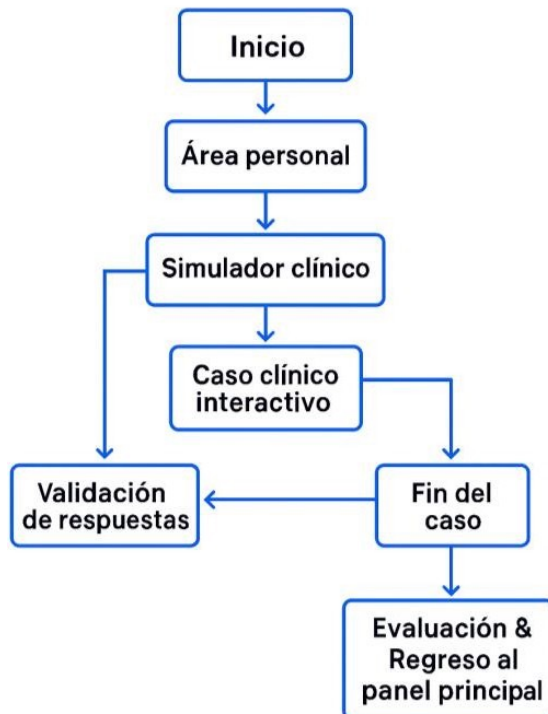 Inicio
Área personal
Simulador clínico
Caso clínico
interactivo
Validación
de respuestas
Fin del
caso
Evaluación &
Regreso al
panel principal